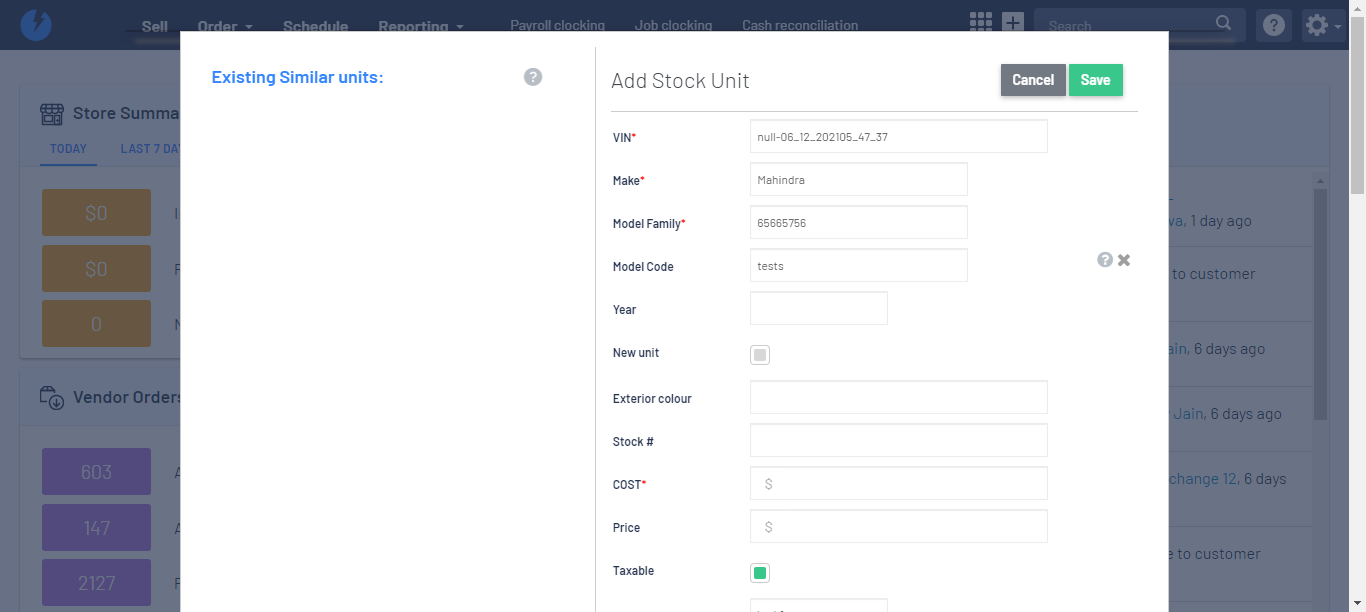 Sell Order Schedule Reporting Payroll clocking Job clocking Cash reconciliation Search ?
Store Summa
TODAY LAST 7 DA
$0
$0
0
Vendor Orders
603
147
2127
Existing Similar units: ?
Add Stock Unit Cancel Save
VIN* null-06_12_202105_47_37
Make* Mahindra
Model Family* 65665756
Model Code tests ?
Year
New unit
Exterior colour
Stock #
COST* $
Price $
Taxable
va, 1 day ago
to customer
ain, 6 days ago
Jain, 6 days ago
change 12, 6 days
e to customer